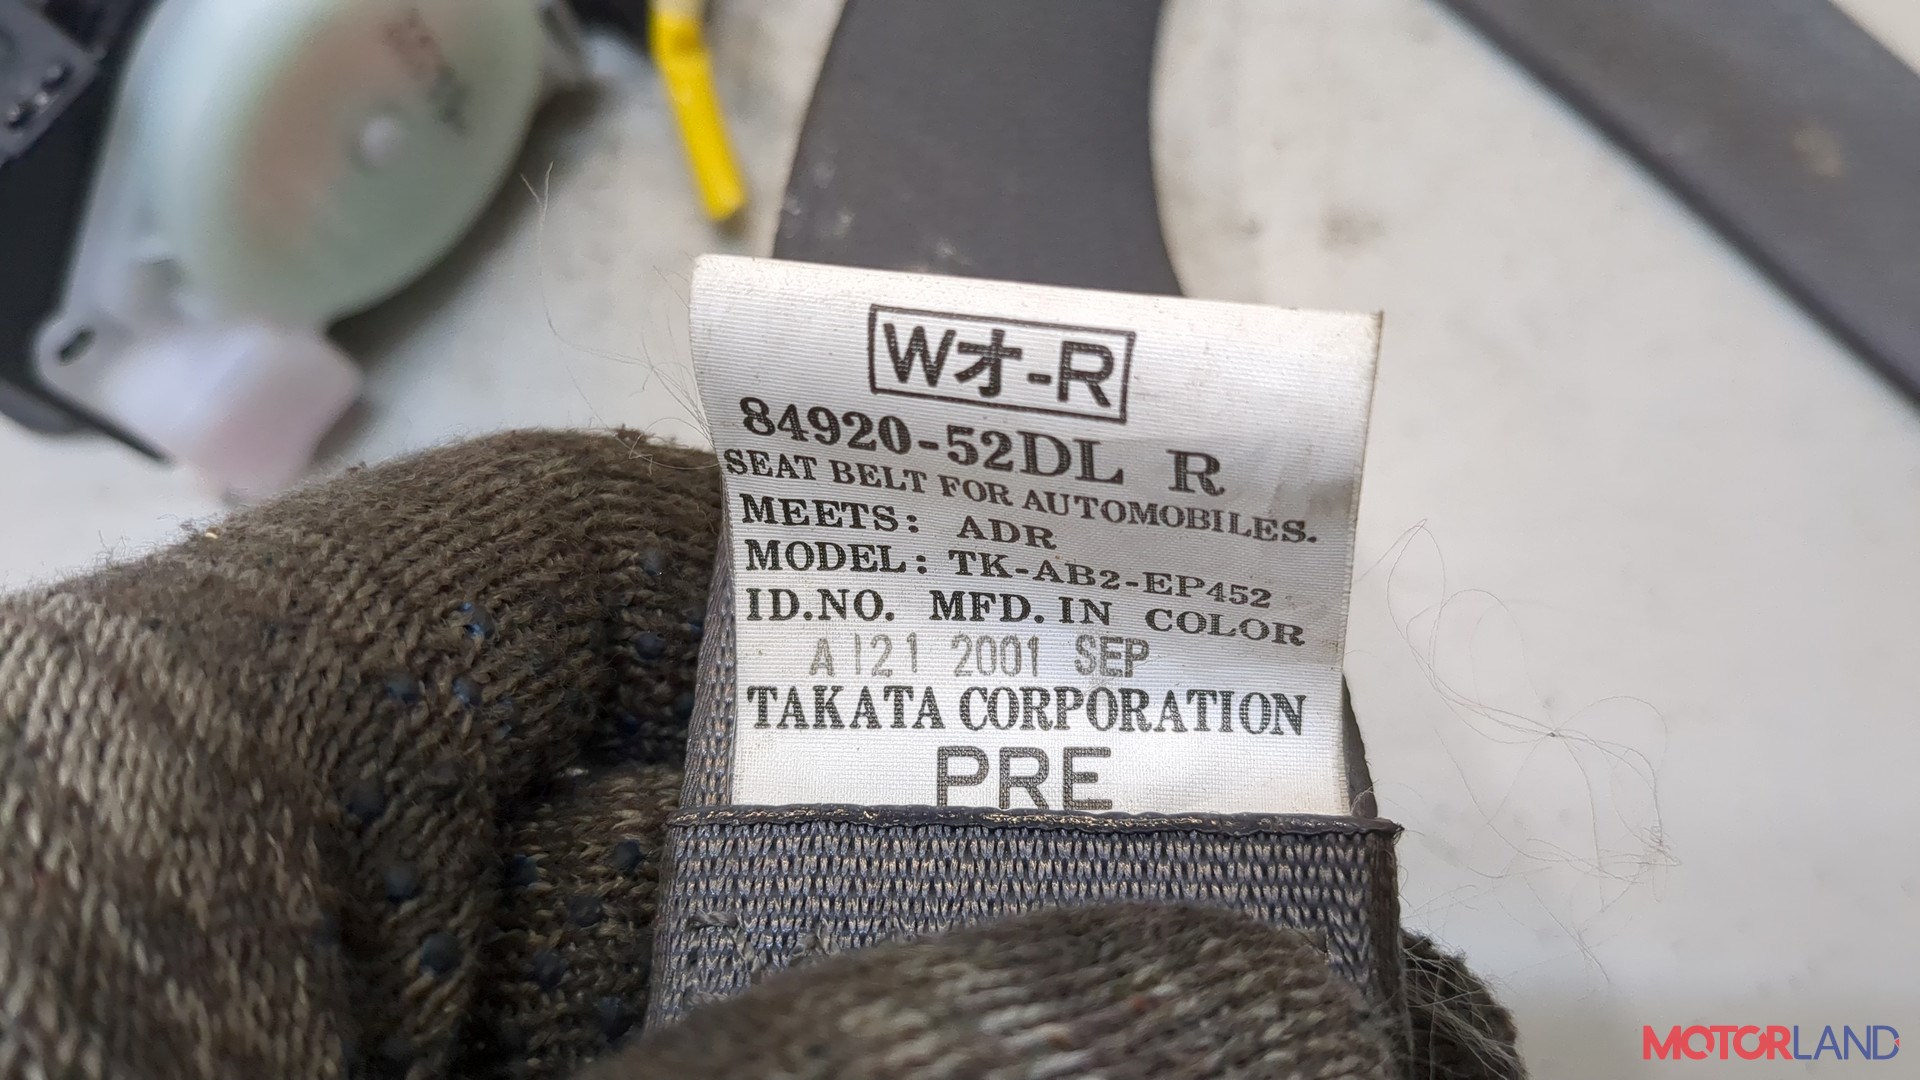 Wオ-R
84920-52DL R
SEAT BELT FOR AUTOMOBILES.
MEETS: ADR
MODEL: TK-AB2-EP452
ID.NO. MFD. IN COLOR
A I21 2001 SEP
TAKATA CORPORATION
PRE
MOTORLAND